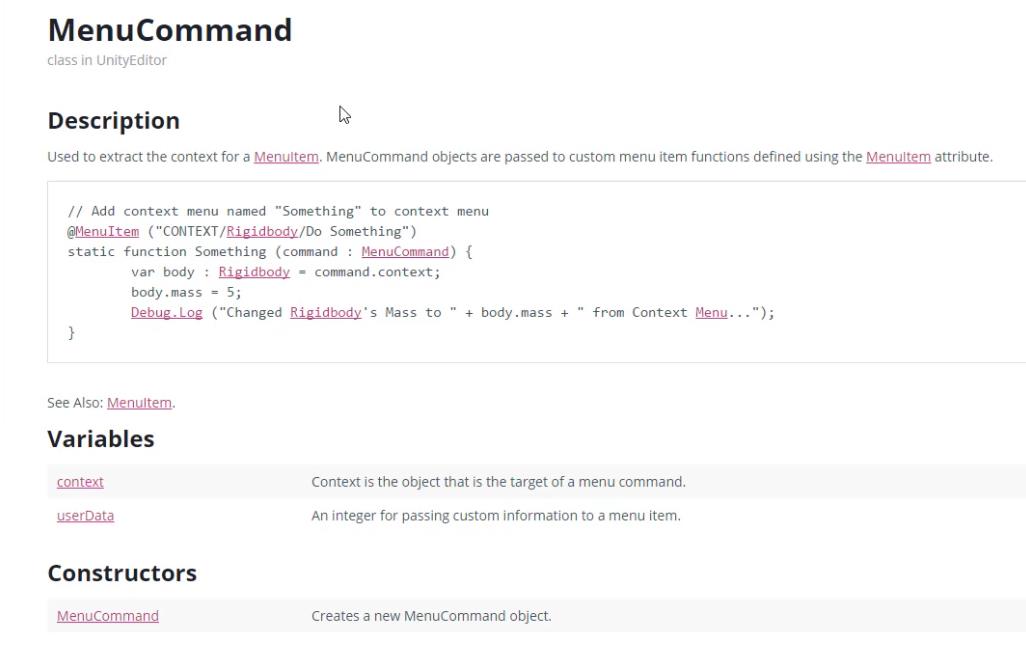 MenuCommand
class in UnityEditor
Description
Used to extract the context for a MenuItem. MenuCommand objects are passed to custom menu item functions defined using the MenuItem attribute.
// Add context menu named "Something" to context menu
@MenuItem ("CONTEXT/Rigidbody/Do Something")
static function Something (command : MenuCommand) {
var body : Rigidbody = command.context;
body.mass = 5;
Debug.Log ("Changed Rigidbody's Mass to " + body.mass + " from Context Menu...");
}
See Also: MenuItem.
Variables
context Context is the object that is the target of a menu command.
userData An integer for passing custom information to a menu item.
Constructors
MenuCommand Creates a new MenuCommand object.